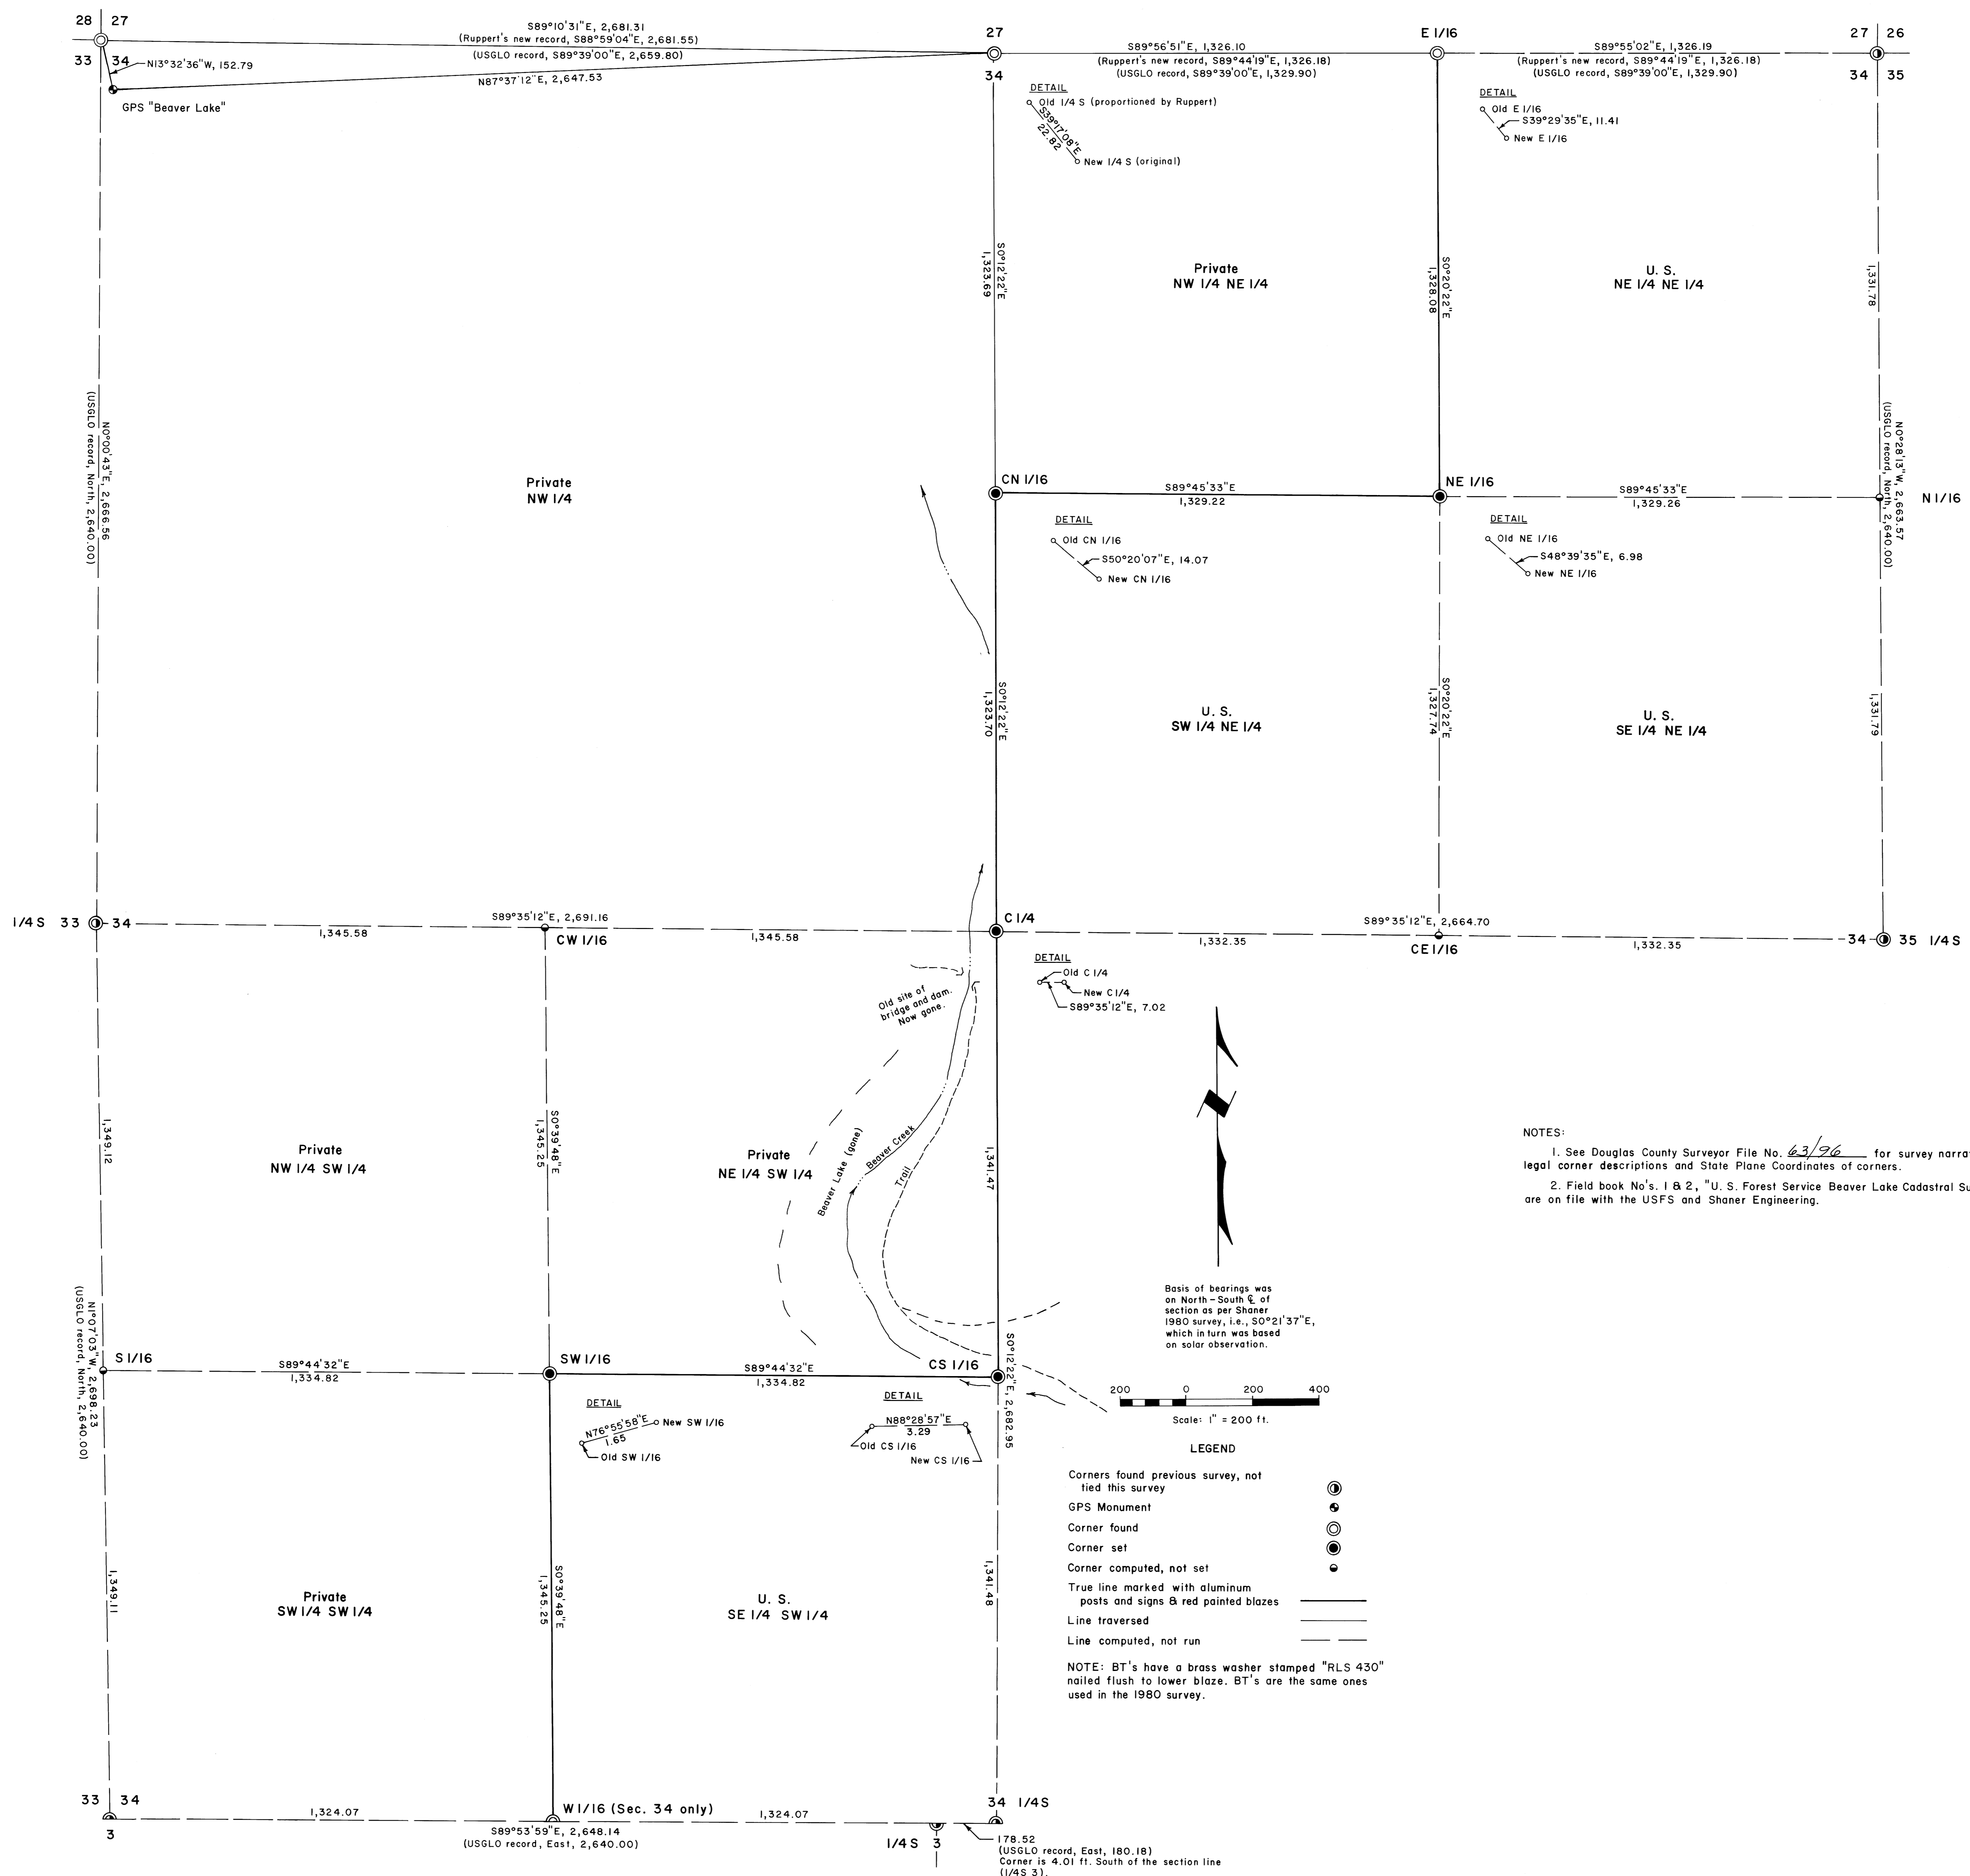 28 27
33 34
S89°10'31"E, 2,681.31
(Ruppert's new record, S88°59'04"E, 2,681.55)
(USGLO record, S89°39'00"E, 2,659.80)
N13°32'36"W, 152.79
N87°37'12"E, 2,647.53
GPS "Beaver Lake"
27
34
S89°56'51"E, 1,326.10
(Ruppert's new record, S89°44'19"E, 1,326.18)
(USGLO record, S89°39'00"E, 1,329.90)
E 1/16
S89°55'02"E, 1,326.19
(Ruppert's new record, S89°44'19"E, 1,326.18)
(USGLO record, S89°39'00"E, 1,329.90)
27 26
34 35
DETAIL
Old 1/4 S (proportioned by Ruppert)
S39°17'08"E
22.82
New 1/4 S (original)
DETAIL
Old E 1/16
S39°29'35"E, 11.41
New E 1/16
S0°12'22"E
1,323.69
Private
NW 1/4 NE 1/4
S0°20'22"E
1,328.08
U. S.
NE 1/4 NE 1/4
1,331.78
N0°00'43"E, 2,666.56
(USGLO record, North, 2,640.00)
Private
NW 1/4
CN 1/16
S89°45'33"E
1,329.22
NE 1/16
S89°45'33"E
1,329.26
N 1/16
N0°28'13"W, 2,663.57
(USGLO record, North, 2,640.00)
DETAIL
Old CN 1/16
S50°20'07"E, 14.07
New CN 1/16
DETAIL
Old NE 1/16
S48°39'35"E, 6.98
New NE 1/16
S0°12'22"E
1,323.70
U. S.
SW 1/4 NE 1/4
S0°20'22"E
1,327.74
U. S.
SE 1/4 NE 1/4
1,331.79
1/4 S 33 34
S89°35'12"E, 2,691.16
1,345.58
CW 1/16
1,345.58
C 1/4
S89°35'12"E, 2,664.70
1,332.35
CE 1/16
1,332.35
34 35 1/4 S
DETAIL
Old C 1/4
New C 1/4
S89°35'12"E, 7.02
Old site of
bridge and dam.
Now gone.
1,349.12
Private
NW 1/4 SW 1/4
S0°39'48"E
1,345.25
Private
NE 1/4 SW 1/4
Beaver Lake (gone)
Beaver Creek
Trail
1,341.47
NOTES:
1. See Douglas County Surveyor File No. 63/96 for survey narra
legal corner descriptions and State Plane Coordinates of corners.
2. Field book No's. 1 & 2, "U. S. Forest Service Beaver Lake Cadastral Su
are on file with the USFS and Shaner Engineering.
Basis of bearings was
on North-South ℄ of
section as per Shaner
1980 survey, i.e., S0°21'37"E,
which in turn was based
on solar observation.
N1°07'03"W, 2,698.23
(USGLO record, North, 2,640.00)
S 1/16
S89°44'32"E
1,334.82
SW 1/16
S89°44'32"E
1,334.82
CS 1/16
S0°12'22"E, 2,682.95
DETAIL
N76°55'58"E
1.65
New SW 1/16
Old SW 1/16
DETAIL
N88°28'57"E
3.29
Old CS 1/16
New CS 1/16
200 0 200 400
Scale: 1" = 200 ft.
LEGEND
Corners found previous survey, not
tied this survey
GPS Monument
Corner found
Corner set
Corner computed, not set
True line marked with aluminum
posts and signs & red painted blazes
Line traversed
Line computed, not run
NOTE: BT's have a brass washer stamped "RLS 430"
nailed flush to lower blaze. BT's are the same ones
used in the 1980 survey.
1,349.11
Private
SW 1/4 SW 1/4
S0°39'48"E
1,345.25
U. S.
SE 1/4 SW 1/4
1,341.48
33 34
3
1,324.07
W 1/16 (Sec. 34 only)
S89°53'59"E, 2,648.14
(USGLO record, East, 2,640.00)
1,324.07
34 1/4S
1/4 S 3
178.52
(USGLO record, East, 180.18)
Corner is 4.01 ft. South of the section line
(1/4S 3).